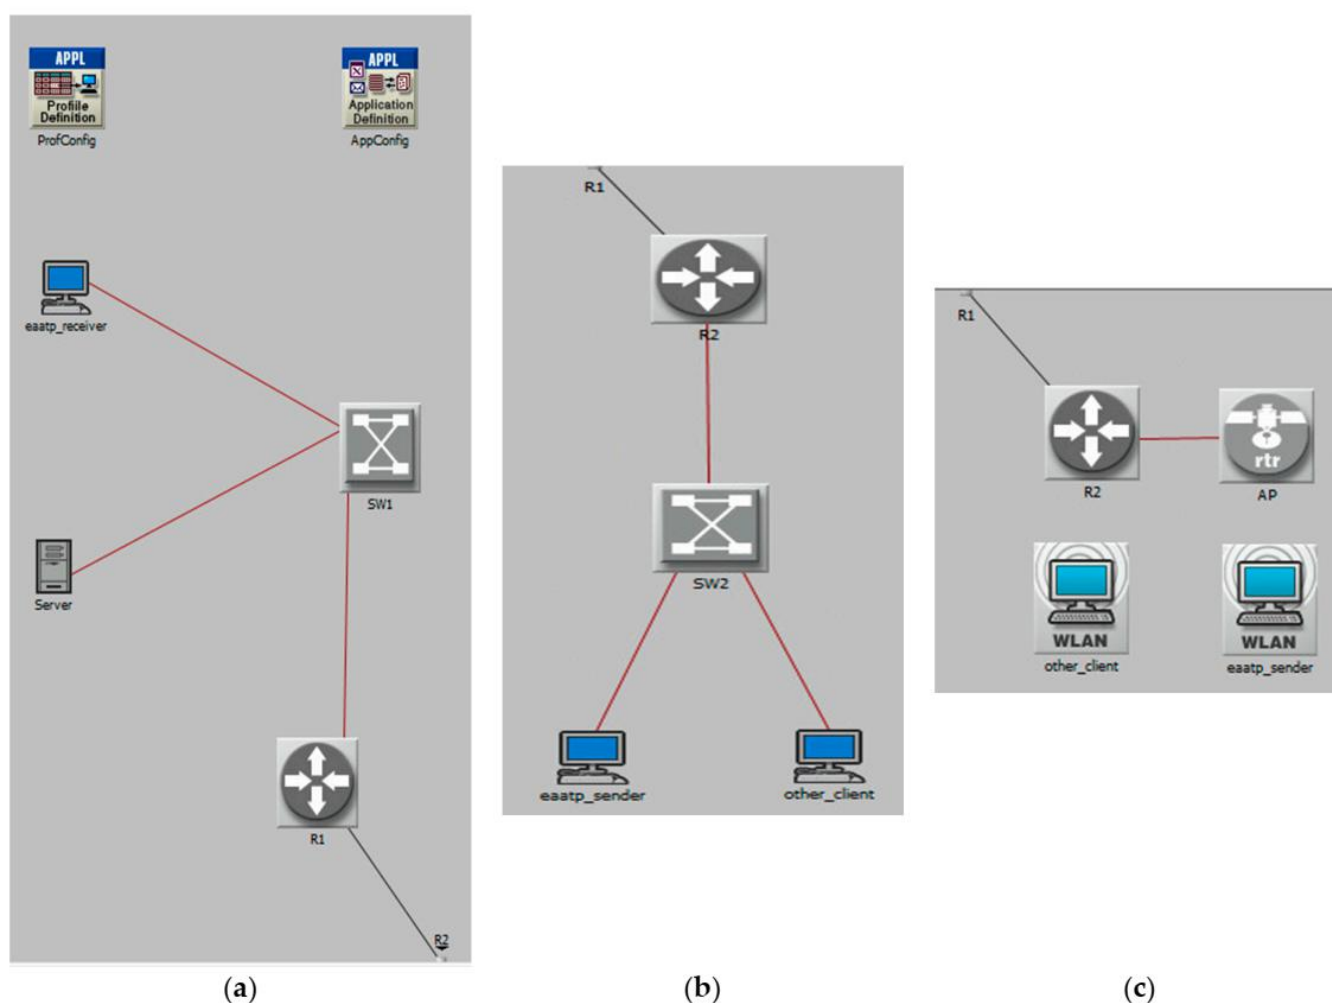 APPL
Profile
Definition
ProfConfig
APPL
Application
Definition
AppConfig
eaatp_receiver
SW1
Server
R1
R2
(a)
R1
R2
SW2
eaatp_sender
other_client
(b)
R1
R2
rtr
AP
WLAN
other_client
WLAN
eaatp_sender
(c)